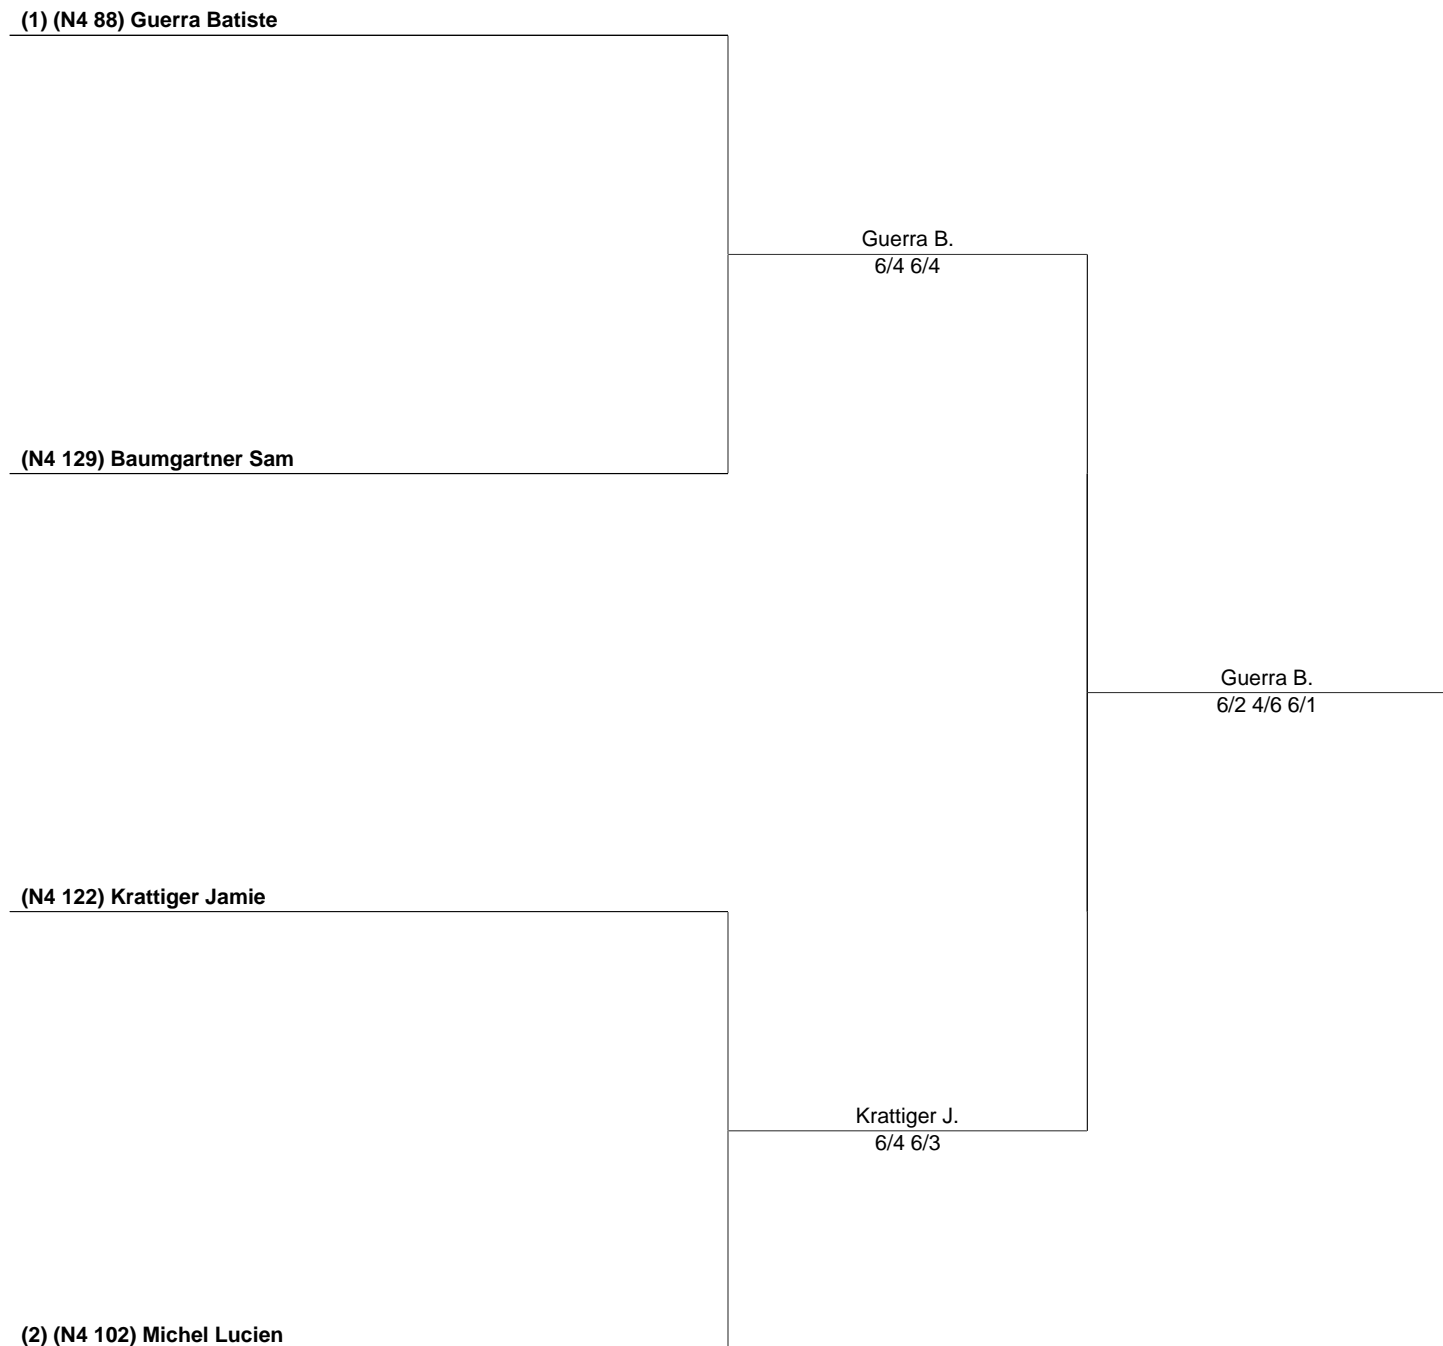 (1) (N4 88) Guerra Batiste
Guerra B.
6/4 6/4
(N4 129) Baumgartner Sam
Guerra B.
6/2 4/6 6/1
(N4 122) Krattiger Jamie
Krattiger J.
6/4 6/3
(2) (N4 102) Michel Lucien